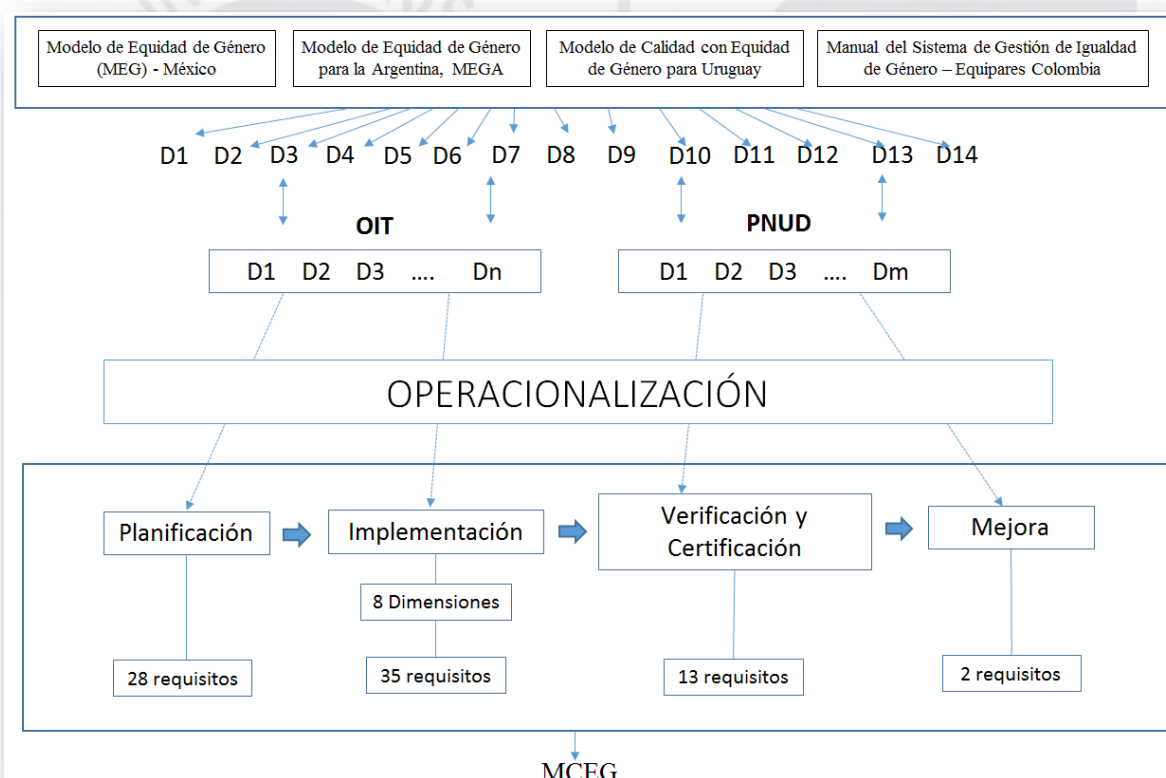 Modelo de Equidad de Género
(MEG) - México
Modelo de Equidad de Género
para la Argentina, MEGA
Modelo de Calidad con Equidad
de Género para Uruguay
Manual del Sistema de Gestión de Igualdad
de Género – Equipares Colombia
D1 D2 D3 D4 D5 D6 D7 D8 D9 D10 D11 D12 D13 D14
OIT
PNUD
D1 D2 D3 .... Dn
D1 D2 D3 .... Dm
OPERACIONALIZACIÓN
Planificación
Implementación
Verificación y
Certificación
Mejora
8 Dimensiones
28 requisitos
35 requisitos
13 requisitos
2 requisitos
MCEG